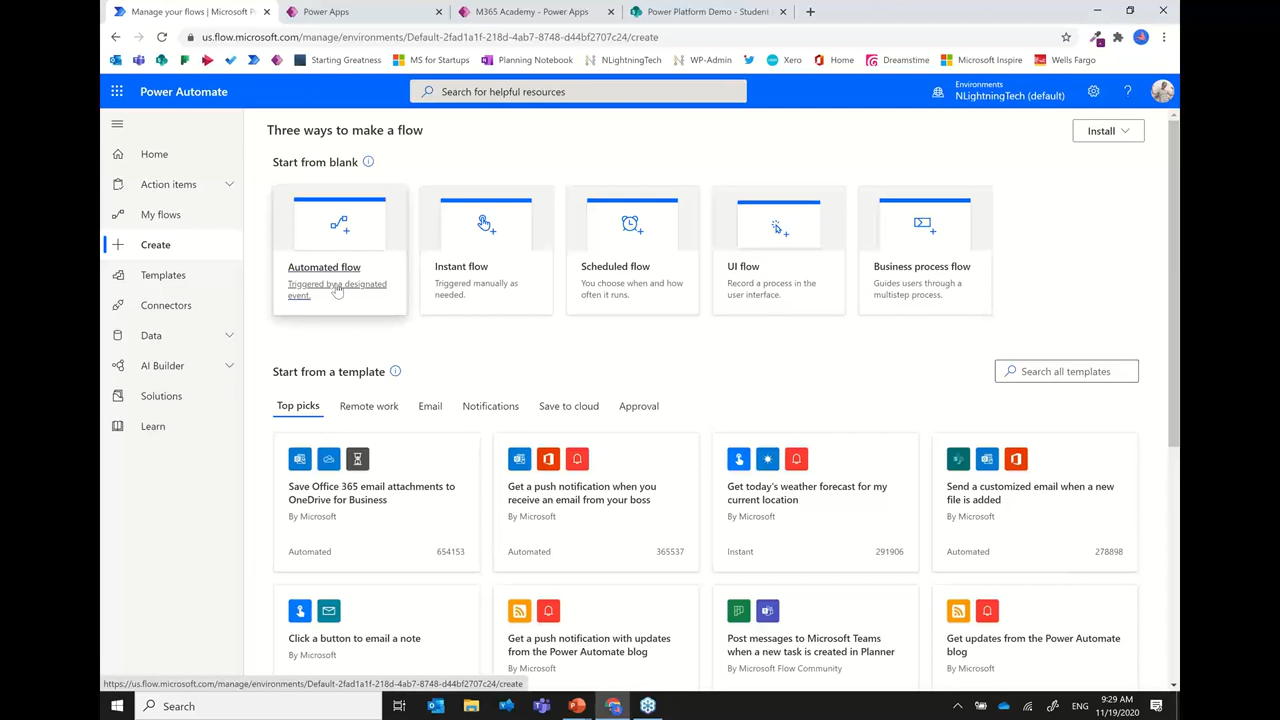 Manage your flows | Microsoft P
Power Apps
M365 Academy - Power Apps
Power Platform Demo - Student
us.flow.microsoft.com/manage/environments/Default-2fad1a1f-218d-4ab7-8748-d44bf2707c24/create
Starting Greatness
MS for Startups
Planning Notebook
NLightningTech
WP-Admin
Xero
Home
Dreamstime
Microsoft Inspire
Wells Fargo
Power Automate
Search for helpful resources
Environments
NLightningTech (default)
Home
Action items
My flows
Create
Templates
Connectors
Data
AI Builder
Solutions
Learn
Three ways to make a flow
Install
Start from blank
Automated flow
Triggered by a designated
event.
Instant flow
Triggered manually as
needed.
Scheduled flow
You choose when and how
often it runs.
UI flow
Record a process in the
user interface.
Business process flow
Guides users through a
multistep process.
Start from a template
Search all templates
Top picks
Remote work
Email
Notifications
Save to cloud
Approval
Save Office 365 email attachments to
OneDrive for Business
By Microsoft
Automated
654153
Get a push notification when you
receive an email from your boss
By Microsoft
Automated
365537
Get today's weather forecast for my
current location
By Microsoft
Instant
291906
Send a customized email when a new
file is added
By Microsoft
Automated
278898
Click a button to email a note
By Microsoft
Get a push notification with updates
from the Power Automate blog
By Microsoft
Post messages to Microsoft Teams
when a new task is created in Planner
By Microsoft Flow Community
Get updates from the Power Automate
blog
By Microsoft
https://us.flow.microsoft.com/manage/environments/Default-2fad1a1f-218d-4ab7-8748-d44bf2707c24/create
Search
ENG
9:29 AM
11/19/2020